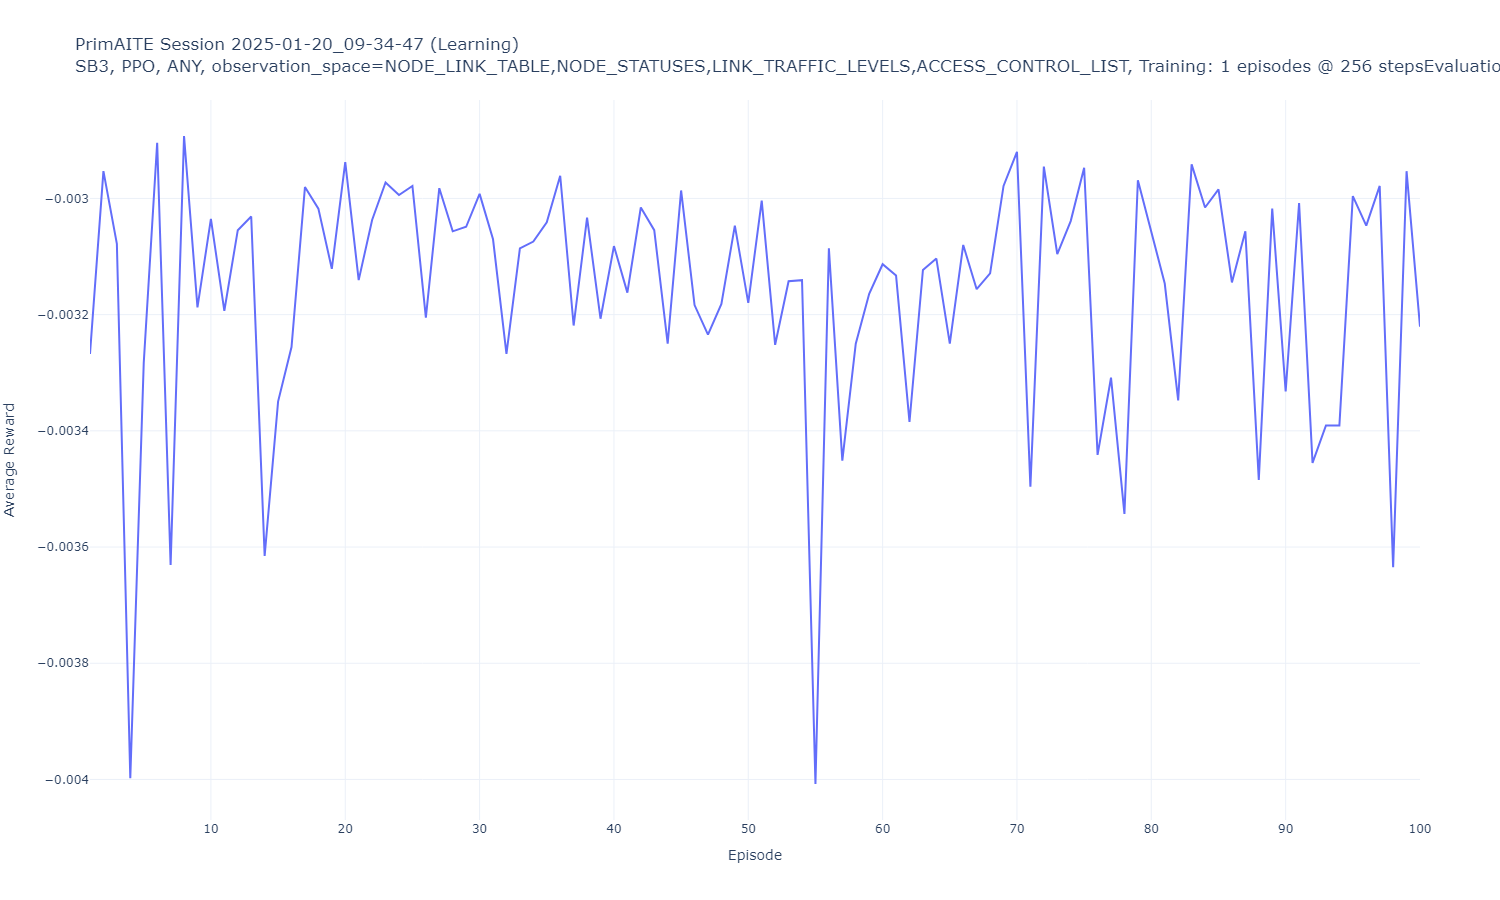 PrimAITE Session 2025-01-20_09-34-47 (Learning)
SB3, PPO, ANY, observation_space=NODE_LINK_TABLE,NODE_STATUSES,LINK_TRAFFIC_LEVELS,ACCESS_CONTROL_LIST, Training: 1 episodes @ 256 stepsEvaluatio
−0.003
−0.0032
−0.0034
−0.0036
−0.0038
−0.004
Average Reward
10 20 30 40 50 60 70 80 90 100
Episode